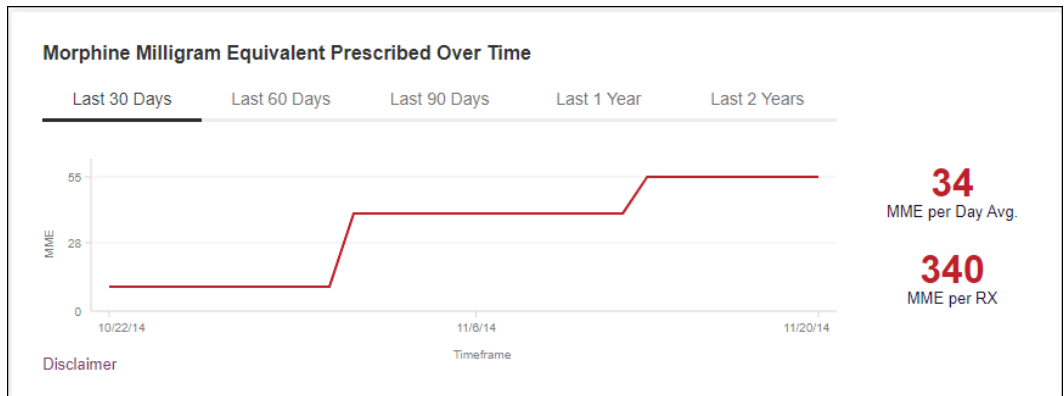 Morphine Milligram Equivalent Prescribed Over Time
Last 30 Days Last 60 Days Last 90 Days Last 1 Year Last 2 Years
55
28
0
MME
10/22/14 11/6/14 11/20/14
Timeframe
34
MME per Day Avg.
340
MME per RX
Disclaimer